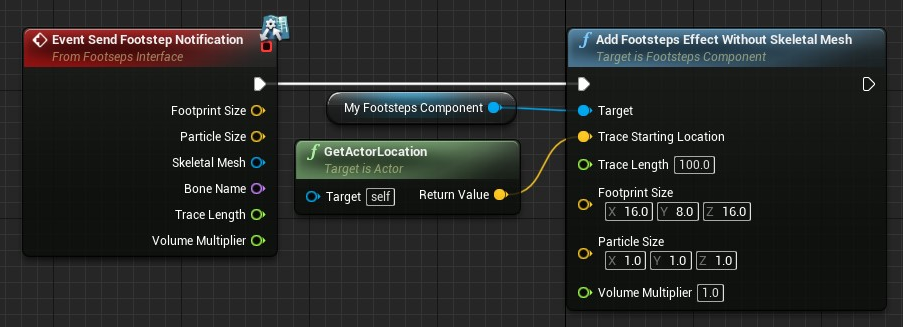 Event Send Footstep Notification
From Footseps Interface
Footprint Size
Particle Size
Skeletal Mesh
Bone Name
Trace Length
Volume Multiplier
My Footsteps Component
f GetActorLocation
Target is Actor
Target self Return Value
f Add Footsteps Effect Without Skeletal Mesh
Target is Footsteps Component
Target
Trace Starting Location
Trace Length 100.0
Footprint Size
X 16.0 Y 8.0 Z 16.0
Particle Size
X 1.0 Y 1.0 Z 1.0
Volume Multiplier 1.0